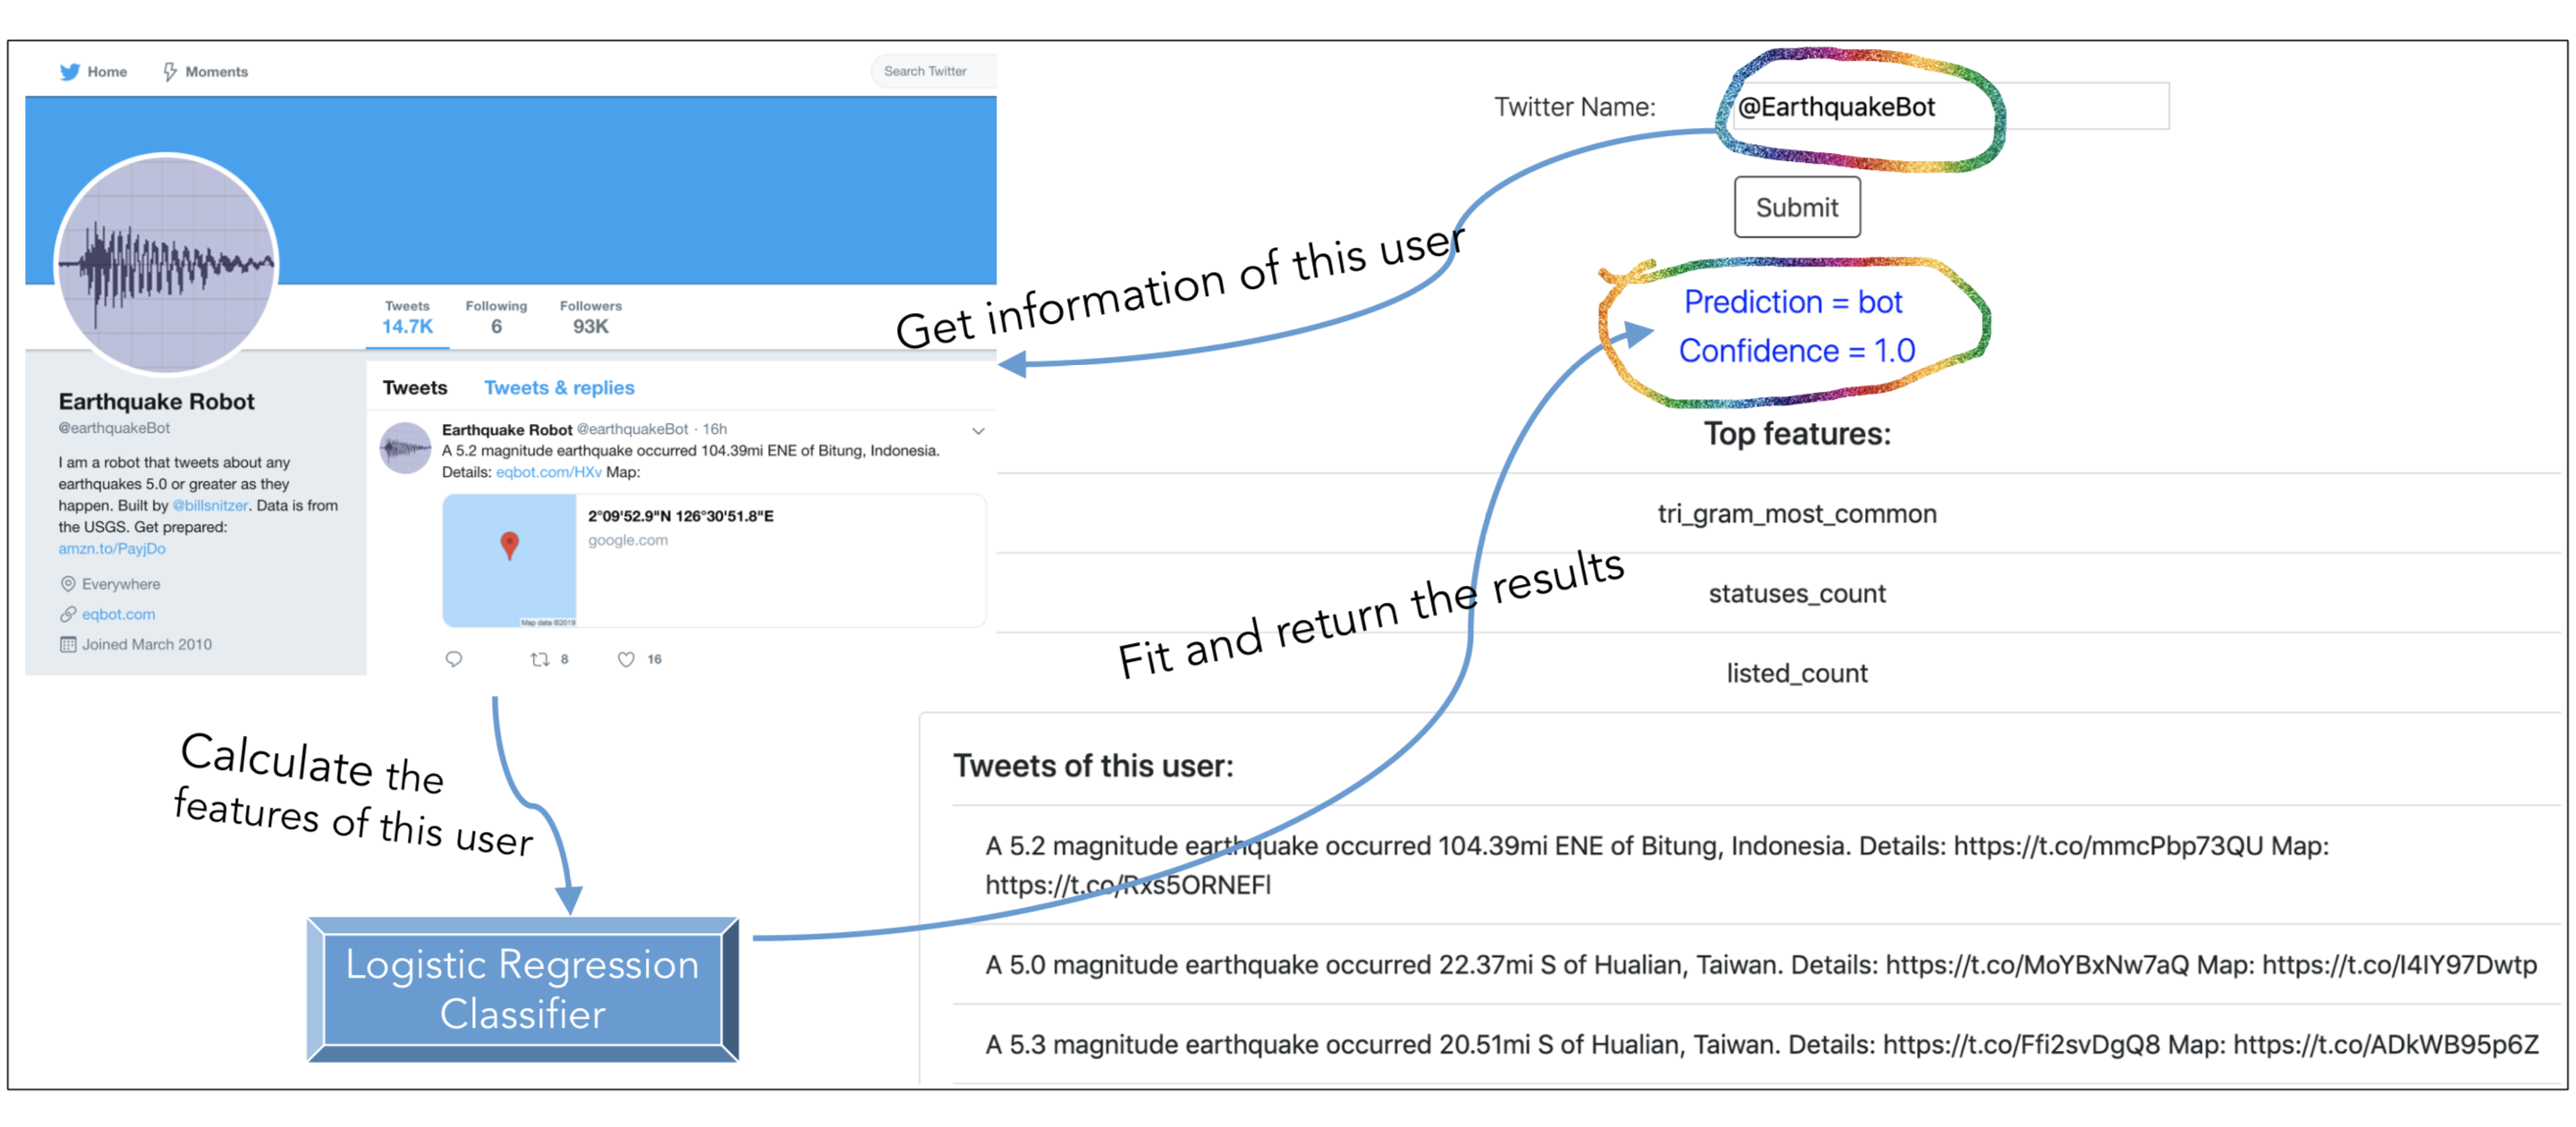 Home
Moments
Search Twitter
Tweets
14.7K
Following
6
Followers
93K
Earthquake Robot
@earthquakeBot
I am a robot that tweets about any
earthquakes 5.0 or greater as they
happen. Built by @billsnitzer. Data is from
the USGS. Get prepared:
amzn.to/PayjDo
Everywhere
eqbot.com
Joined March 2010
Tweets
Tweets & replies
Earthquake Robot @earthquakeBot · 16h
A 5.2 magnitude earthquake occurred 104.39mi ENE of Bitung, Indonesia.
Details: eqbot.com/HXv Map:
2°09'52.9"N 126°30'51.8"E
google.com
Map data ©2019
8
16
Get information of this user
Calculate the
features of this user
Logistic Regression
Classifier
Fit and return the results
Twitter Name:
@EarthquakeBot
Submit
Prediction = bot
Confidence = 1.0
Top features:
tri_gram_most_common
statuses_count
listed_count
Tweets of this user:
A 5.2 magnitude earthquake occurred 104.39mi ENE of Bitung, Indonesia. Details: https://t.co/mmcPbp73QU Map:
https://t.co/Rxs5ORNEFl
A 5.0 magnitude earthquake occurred 22.37mi S of Hualian, Taiwan. Details: https://t.co/MoYBxNw7aQ Map: https://t.co/I4IY97Dwtp
A 5.3 magnitude earthquake occurred 20.51mi S of Hualian, Taiwan. Details: https://t.co/Ffi2svDgQ8 Map: https://t.co/ADkWB95p6Z